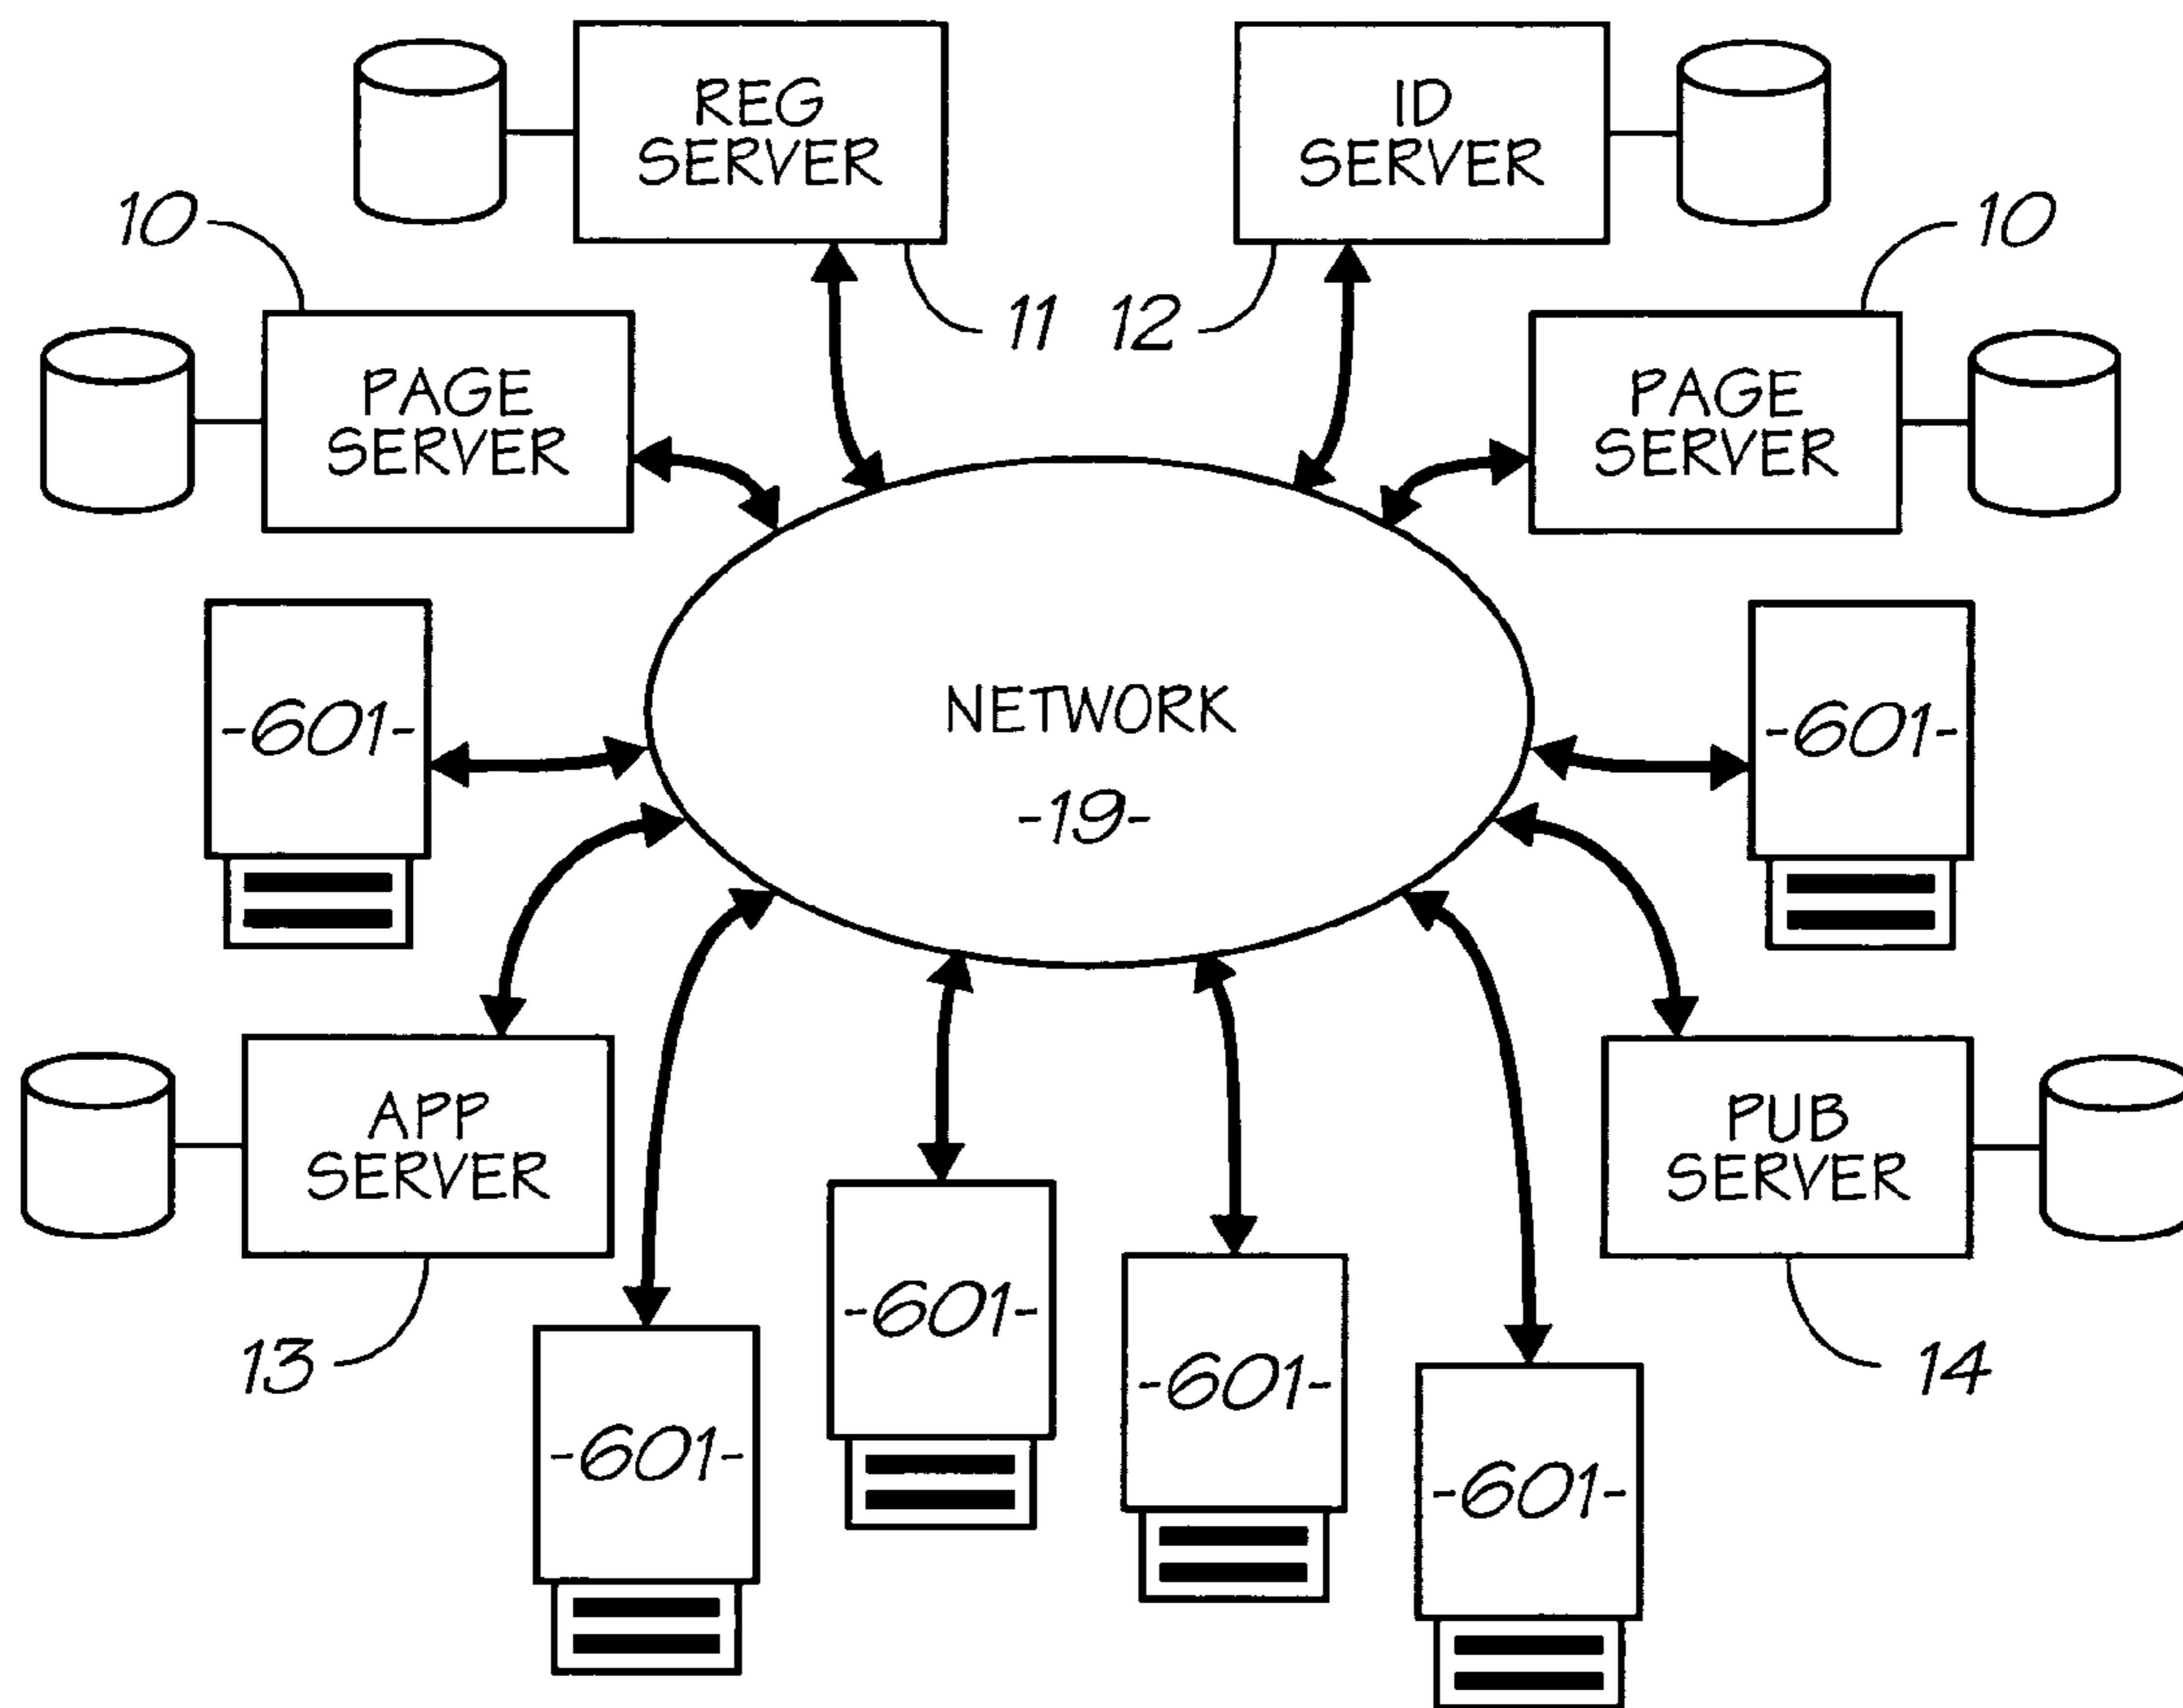 REG
SERVER
ID
SERVER
10
10
11
12
PAGE
SERVER
PAGE
SERVER
-601-
NETWORK
-19-
-601-
APP
SERVER
PUB
SERVER
13
-601-
-601-
-601-
-601-
14